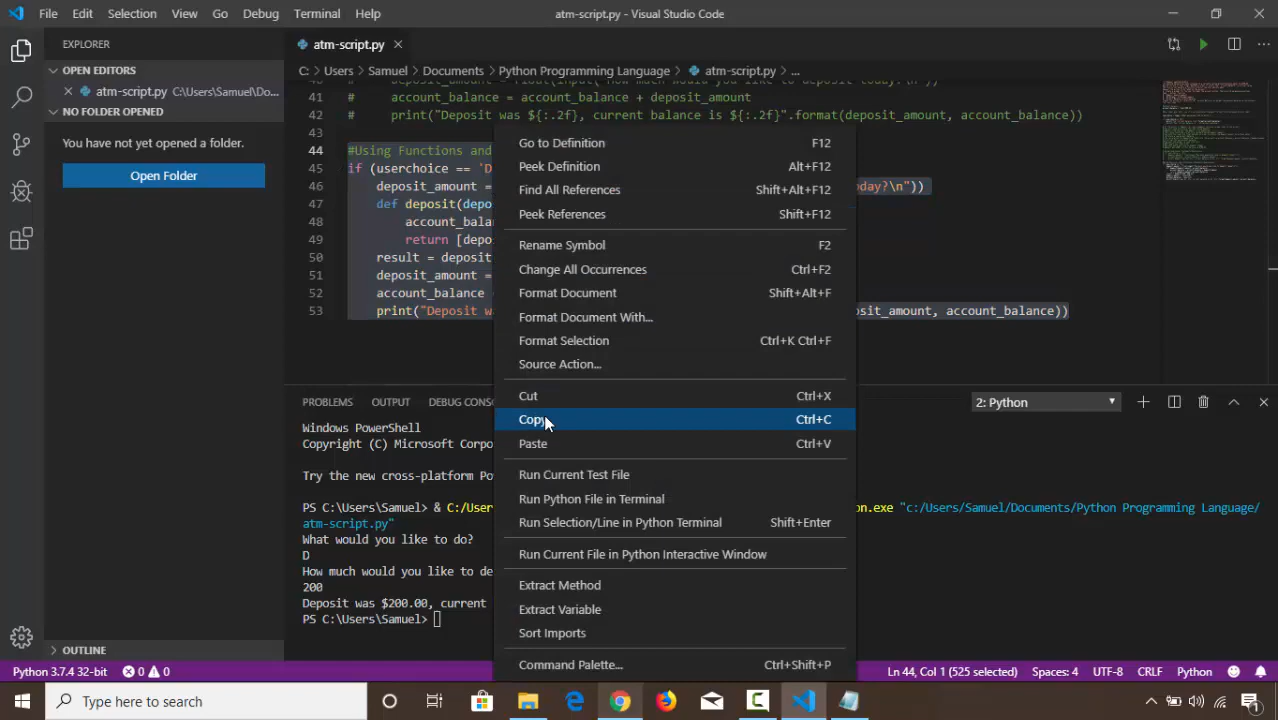 File Edit Selection View Go Debug Terminal Help
atm-script.py - Visual Studio Code
EXPLORER
atm-script.py
OPEN EDITORS
C: > Users > Samuel > Documents > Python Programming Language > atm-script.py > ...
atm-script.py C:\Users\Samuel\Do...
NO FOLDER OPENED
You have not yet opened a folder.
Open Folder
OUTLINE
41 # account_balance = account_balance + deposit_amount
42 # print("Deposit was ${:.2f}, current balance is ${:.2f}".format(deposit_amount, account_balance))
43
44 #Using Functions and
45 if (userchoice == 'D
46 deposit_amount = oday?\n"))
47 def deposit(depo
48 account_bala
49 return [depo
50 result = deposit
51 deposit_amount =
52 account_balance
53 print("Deposit wa osit_amount, account_balance))
Go to Definition F12
Peek Definition Alt+F12
Find All References Shift+Alt+F12
Peek References Shift+F12
Rename Symbol F2
Change All Occurrences Ctrl+F2
Format Document Shift+Alt+F
Format Document With...
Format Selection Ctrl+K Ctrl+F
Source Action...
Cut Ctrl+X
Copy Ctrl+C
Paste Ctrl+V
Run Current Test File
Run Python File in Terminal
Run Selection/Line in Python Terminal Shift+Enter
Run Current File in Python Interactive Window
Extract Method
Extract Variable
Sort Imports
Command Palette... Ctrl+Shift+P
PROBLEMS OUTPUT DEBUG CONS 2: Python
Windows PowerShell
Copyright (C) Microsoft Corpo
Try the new cross-platform Po
PS C:\Users\Samuel> & C:/Users on.exe "c:/Users/Samuel/Documents/Python Programming Language/
atm-script.py"
What would you like to do?
D
How much would you like to de
200
Deposit was $200.00, current
PS C:\Users\Samuel>
Python 3.7.4 32-bit 0 0 Ln 44, Col 1 (525 selected) Spaces: 4 UTF-8 CRLF Python 1
Type here to search 1